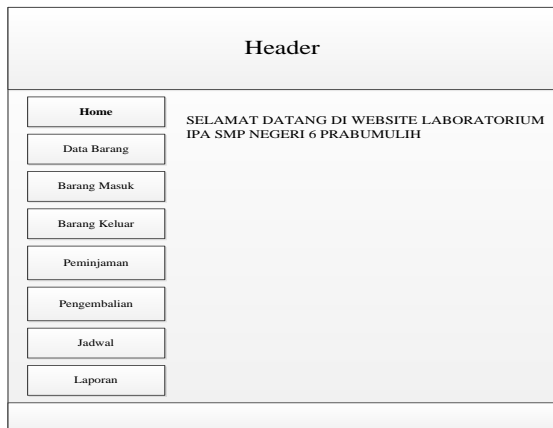 Header
Home
Data Barang
Barang Masuk
Barang Keluar
Peminjaman
Pengembalian
Jadwal
Laporan
SELAMAT DATANG DI WEBSITE LABORATORIUM
IPA SMP NEGERI 6 PRABUMULIH